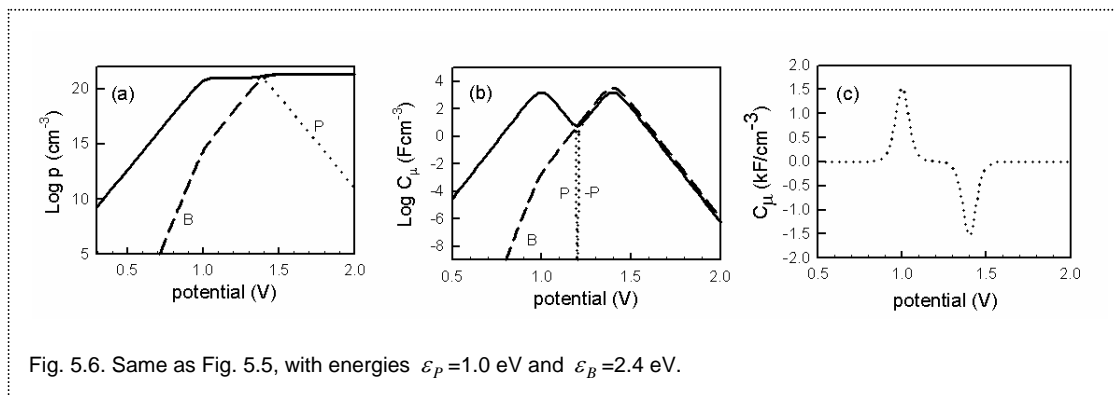 (a)
Log p (cm⁻³)
20
15
10
5
P
B
0.5 1.0 1.5 2.0
potential (V)
(b)
Log Cμ (Fcm⁻³)
4
2
0
-2
-4
-6
-8
P
-P
B
0.5 1.0 1.5 2.0
potential (V)
(c)
Cμ (kF/cm⁻³)
2.0
1.5
1.0
0.5
0.0
-0.5
-1.0
-1.5
-2.0
0.5 1.0 1.5 2.0
potential (V)
Fig. 5.6. Same as Fig. 5.5, with energies εP =1.0 eV and εB =2.4 eV.